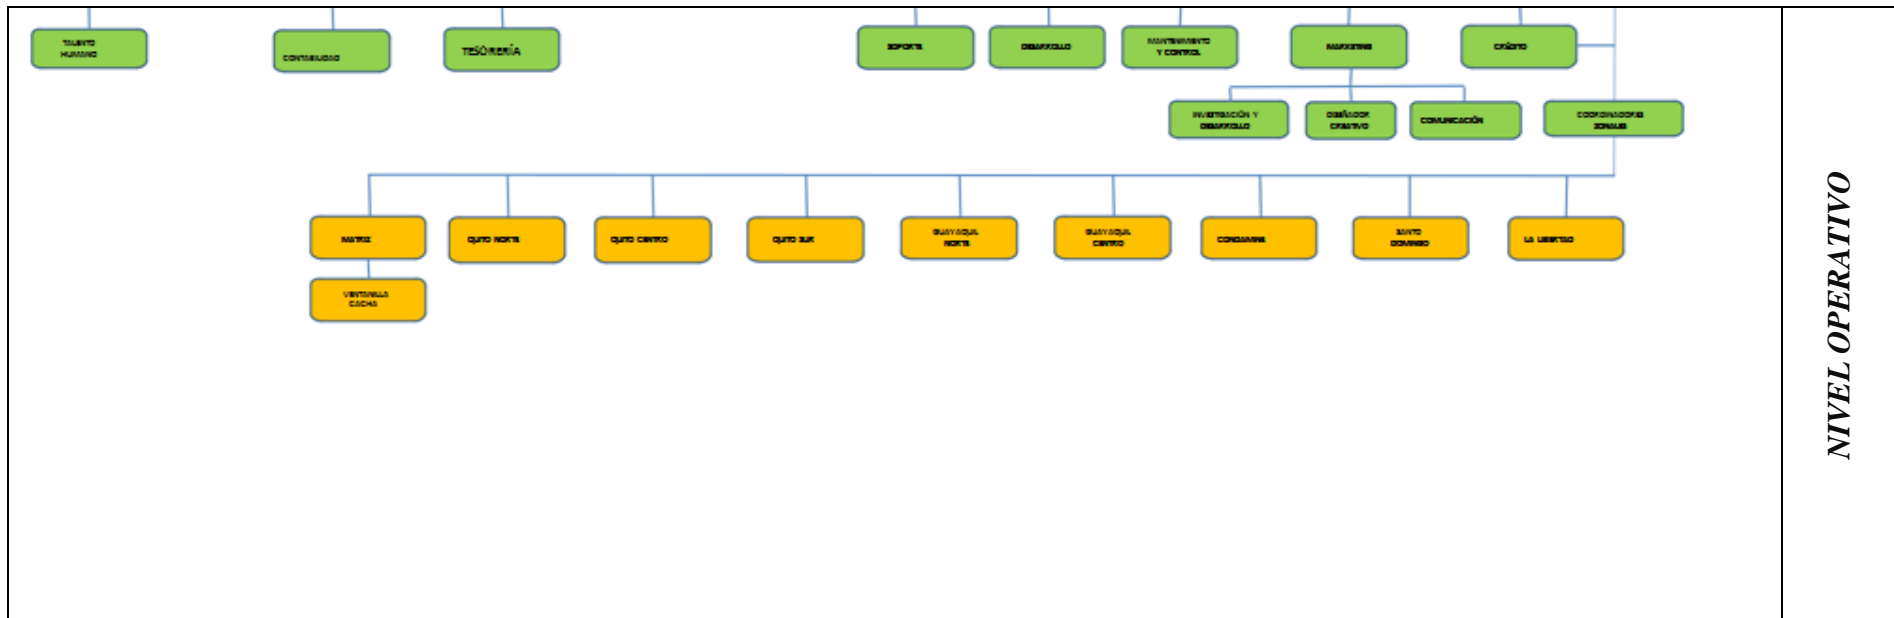 TALENTO
HUMANO
CONTABILIDAD
TESORERÍA
SOPORTE
DESARROLLO
MANTENIMIENTO
Y CONTROL
MARKETING
CRÉDITO
INVESTIGACIÓN Y
DESARROLLO
DISEÑADOR
CREATIVO
COMUNICACIÓN
COORDINADORES
ZONALES
MATRIZ
QUITO NORTE
QUITO CENTRO
QUITO SUR
GUAYAQUIL
NORTE
GUAYAQUIL
CENTRO
CONDAMINE
SANTO
DOMINGO
LA LIBERTAD
VENTANILLA
CACHA
NIVEL OPERATIVO